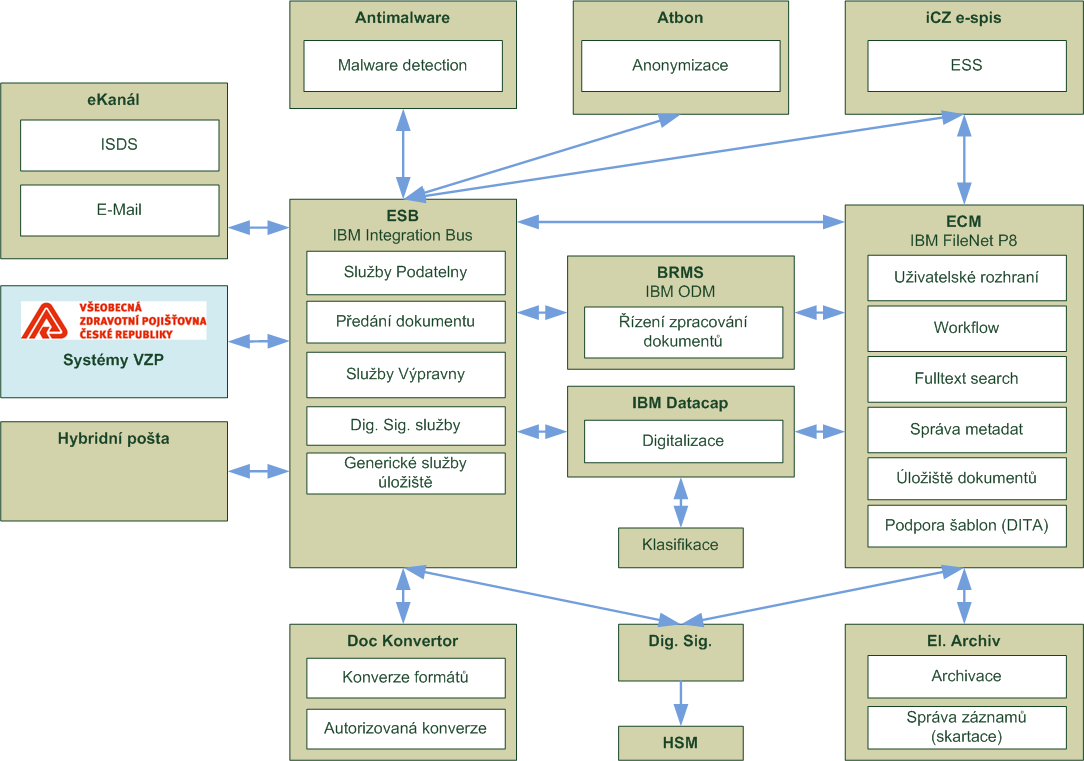 Antimalware
Malware detection
Atbon
Anonymizace
iCZ e-spis
ESS
eKanál
ISDS
E-Mail
VŠEOBECNÁ
ZDRAVOTNÍ POJIŠŤOVNA
ČESKÉ REPUBLIKY
Systémy VZP
Hybridní pošta
ESB
IBM Integration Bus
Služby Podatelny
Předání dokumentu
Služby Výpravny
Dig. Sig. služby
Generické služby
úložiště
BRMS
IBM ODM
Řízení zpracování
dokumentů
IBM Datacap
Digitalizace
Klasifikace
ECM
IBM FileNet P8
Uživatelské rozhraní
Workflow
Fulltext search
Správa metadat
Úložiště dokumentů
Podpora šablon (DITA)
Doc Konvertor
Konverze formátů
Autorizovaná konverze
Dig. Sig.
HSM
El. Archiv
Archivace
Správa záznamů
(skartace)